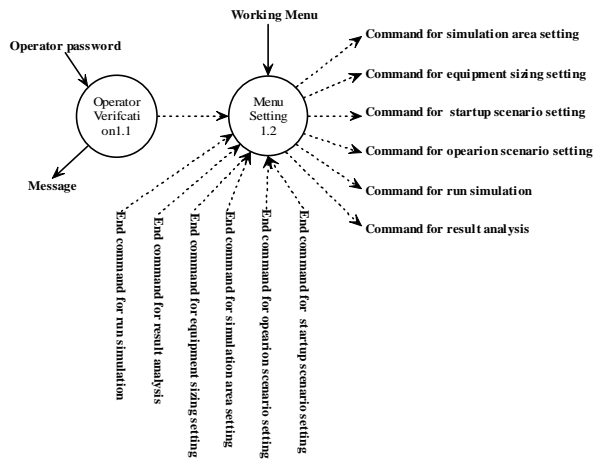 Working Menu
Operator password
Command for simulation area setting
Command for equipment sizing setting
Command for startup scenario setting
Command for opearion scenario setting
Command for run simulation
Command for result analysis
Operator
Verifcati
on1.1
Menu
Setting
1.2
Message
End command for run simulation
End command for result analysis
End command for equipment sizing setting
End command for simulation area setting
End command for opearion scenario setting
End command for startup scenario setting